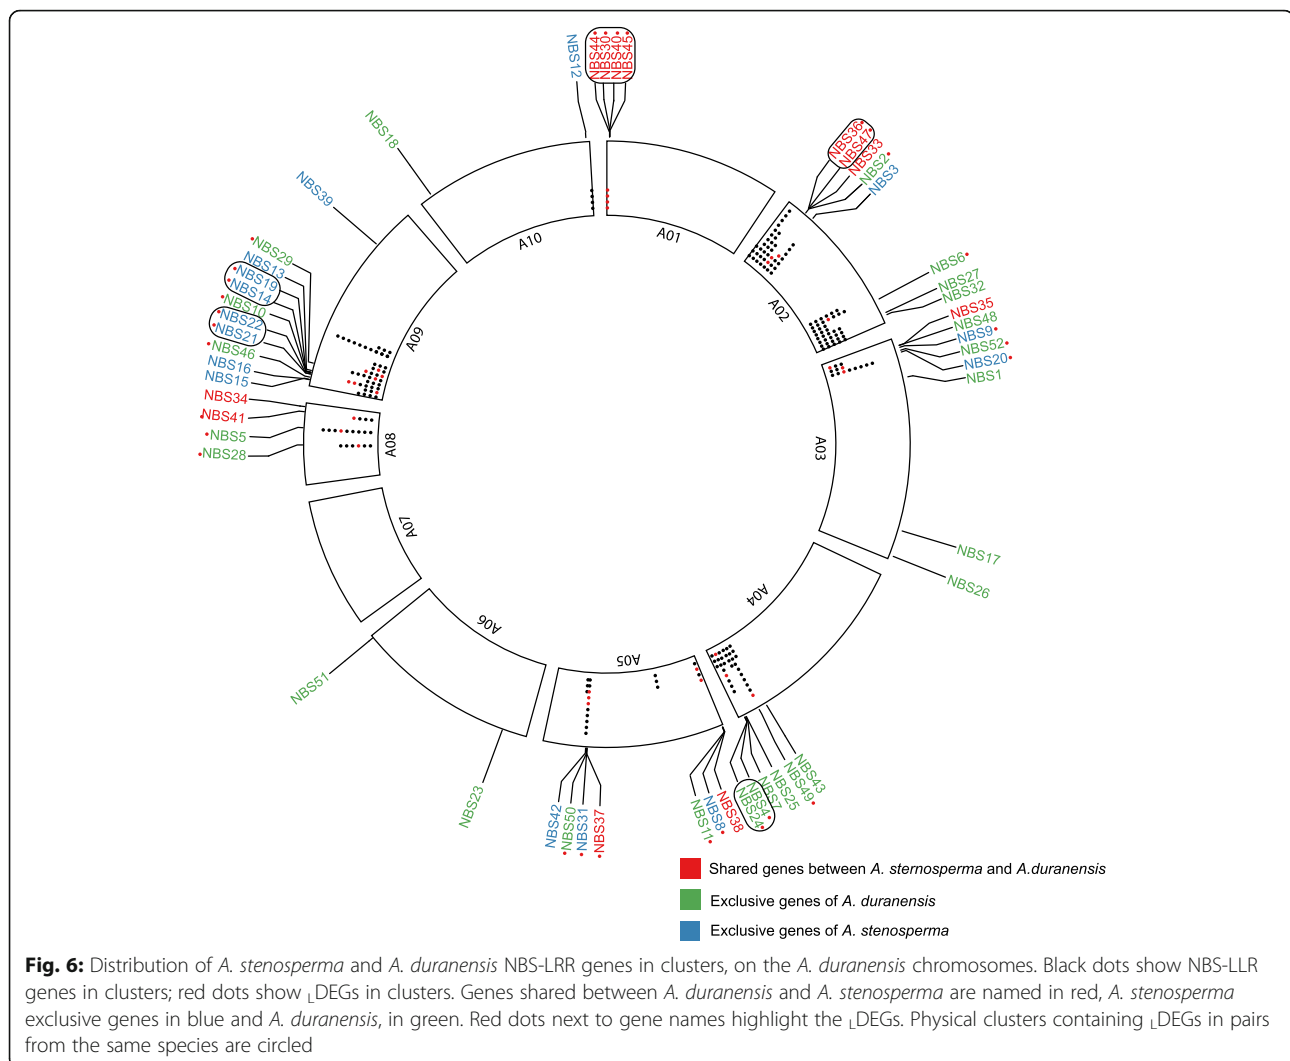 NBS12
NBS44
NBS30
NBS40
NBS45
NBS36
NBS47
NBS33
NBS2
NBS3
NBS18
NBS39
NBS29
NBS13
NBS19
NBS14
NBS10
NBS22
NBS21
NBS46
NBS16
NBS15
NBS34
NBS41
NBS5
NBS28
NBS6
NBS27
NBS32
NBS35
NBS48
NBS9
NBS52
NBS20
NBS1
NBS17
NBS26
A10
A01
A02
A09
A03
A08
A07
A04
A06
A05
NBS51
NBS23
NBS42
NBS50
NBS31
NBS37
NBS11
NBS8
NBS38
NBS24
NBS4
NBS7
NBS25
NBS49
NBS43
Shared genes between A. sternosperma and A.duranensis
Exclusive genes of A. duranensis
Exclusive genes of A. stenosperma
Fig. 6: Distribution of A. stenosperma and A. duranensis NBS-LRR genes in clusters, on the A. duranensis chromosomes. Black dots show NBS-LLR
genes in clusters; red dots show LDEGs in clusters. Genes shared between A. duranensis and A. stenosperma are named in red, A. stenosperma
exclusive genes in blue and A. duranensis, in green. Red dots next to gene names highlight the LDEGs. Physical clusters containing LDEGs in pairs
from the same species are circled